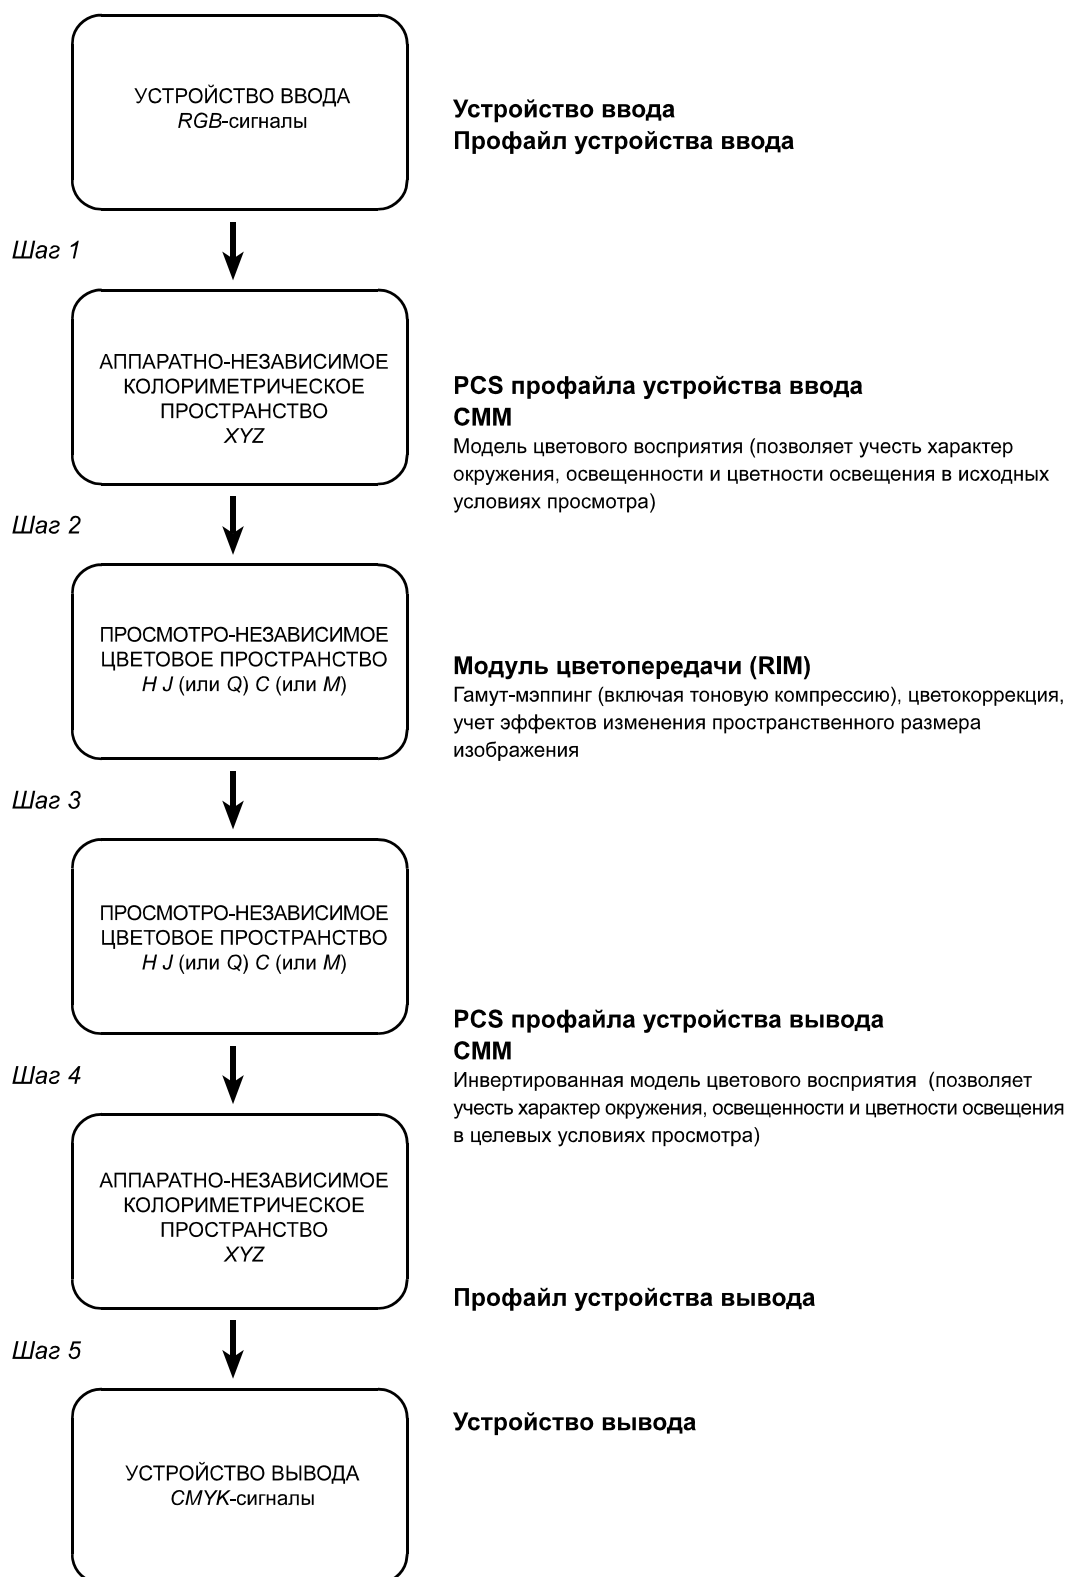 УСТРОЙСТВО ВВОДА
RGB-сигналы
Устройство ввода
Профайл устройства ввода
Шаг 1
АППАРАТНО-НЕЗАВИСИМОЕ
КОЛОРИМЕТРИЧЕСКОЕ
ПРОСТРАНСТВО
XYZ
PCS профайла устройства ввода
CMM
Модель цветового восприятия (позволяет учесть характер
окружения, освещенности и цветности освещения в исходных
условиях просмотра)
Шаг 2
ПРОСМОТРО-НЕЗАВИСИМОЕ
ЦВЕТОВОЕ ПРОСТРАНСТВО
H J (или Q) C (или M)
Модуль цветопередачи (RIM)
Гамут-мэппинг (включая тоновую компрессию), цветокоррекция,
учет эффектов изменения пространственного размера
изображения
Шаг 3
ПРОСМОТРО-НЕЗАВИСИМОЕ
ЦВЕТОВОЕ ПРОСТРАНСТВО
H J (или Q) C (или M)
PCS профайла устройства вывода
CMM
Инвертированная модель цветового восприятия (позволяет
учесть характер окружения, освещенности и цветности освещения
в целевых условиях просмотра)
Шаг 4
АППАРАТНО-НЕЗАВИСИМОЕ
КОЛОРИМЕТРИЧЕСКОЕ
ПРОСТРАНСТВО
XYZ
Профайл устройства вывода
Шаг 5
Устройство вывода
УСТРОЙСТВО ВЫВОДА
CMYK-сигналы